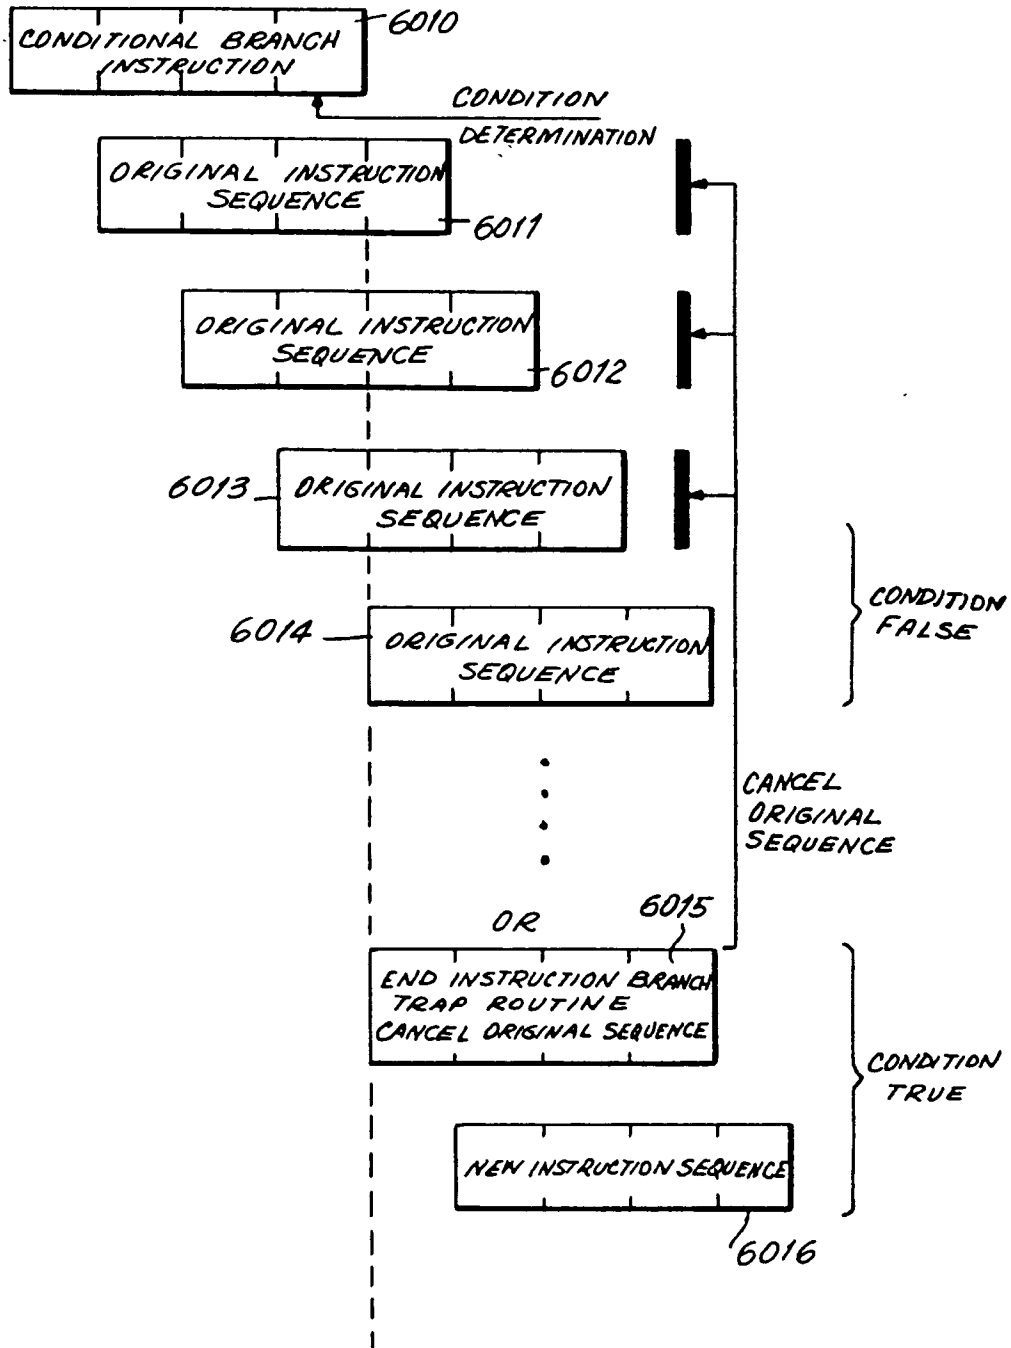 6010
CONDITIONAL BRANCH
INSTRUCTION
CONDITION
DETERMINATION
ORIGINAL INSTRUCTION
SEQUENCE
6011
ORIGINAL INSTRUCTION
SEQUENCE
6012
6013
ORIGINAL INSTRUCTION
SEQUENCE
CONDITION
FALSE
6014
ORIGINAL INSTRUCTION
SEQUENCE
CANCEL
ORIGINAL
SEQUENCE
OR
6015
END INSTRUCTION BRANCH
TRAP ROUTINE
CANCEL ORIGINAL SEQUENCE
CONDITION
TRUE
NEW INSTRUCTION SEQUENCE
6016